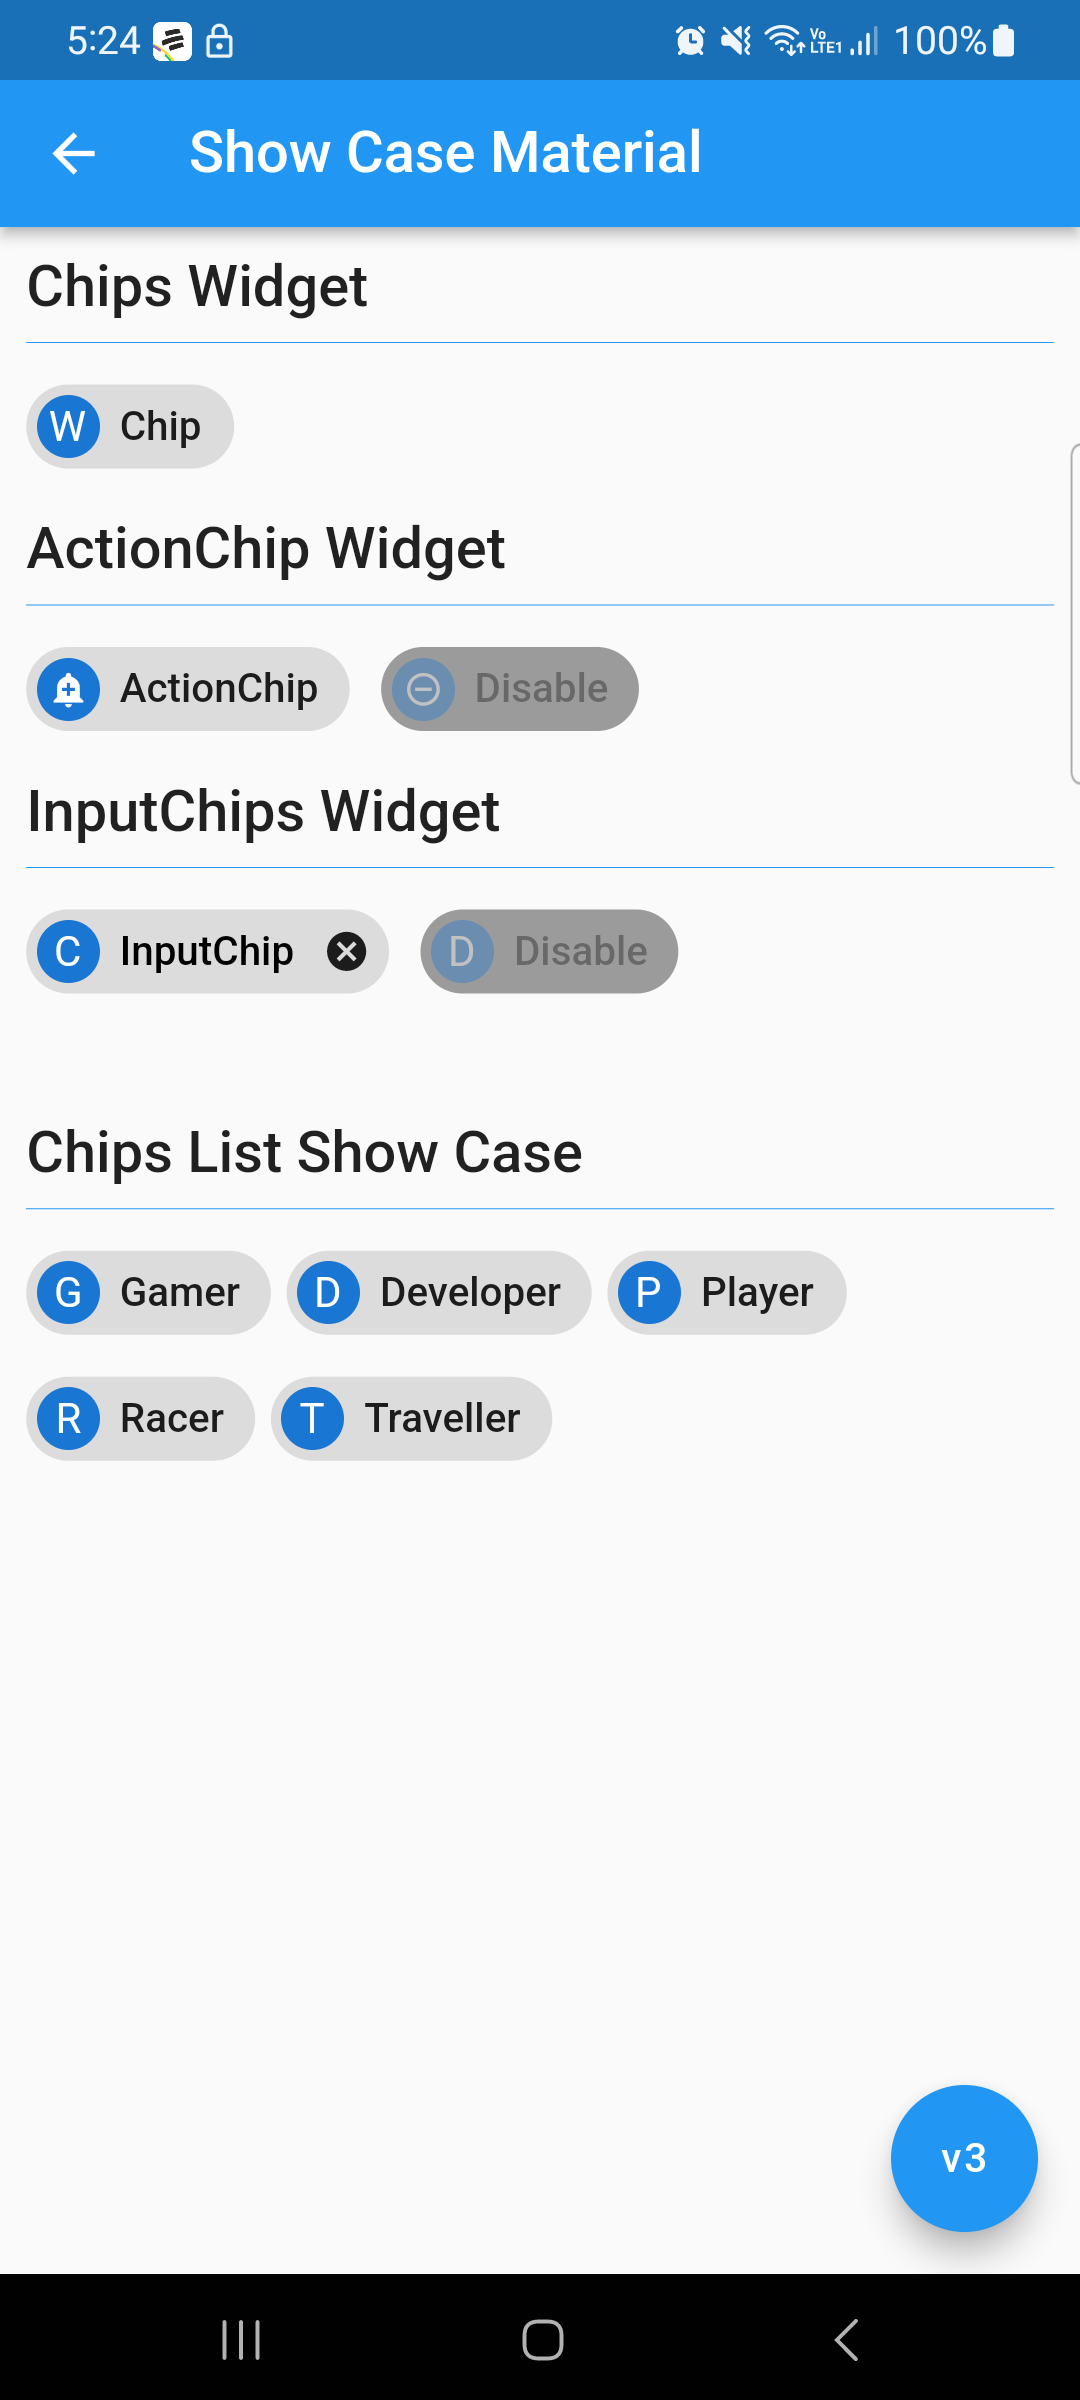 5:24 Vo LTE1 100%
Show Case Material
Chips Widget
W Chip
ActionChip Widget
ActionChip Disable
InputChips Widget
C InputChip D Disable
Chips List Show Case
G Gamer D Developer P Player
R Racer T Traveller
v3